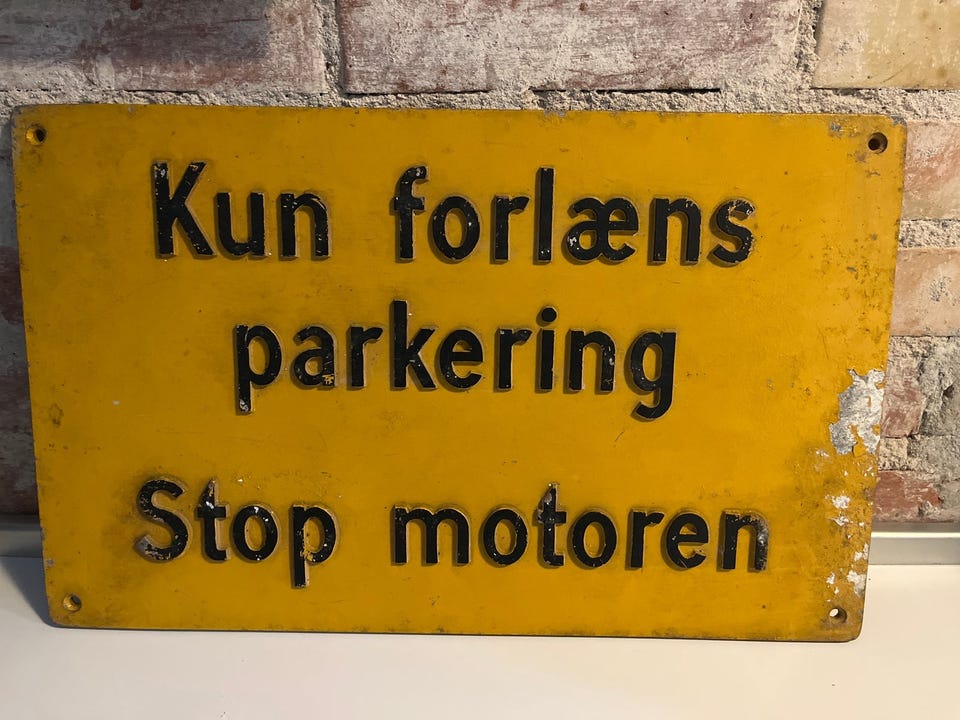 Kun forlæns
parkering
Stop motoren